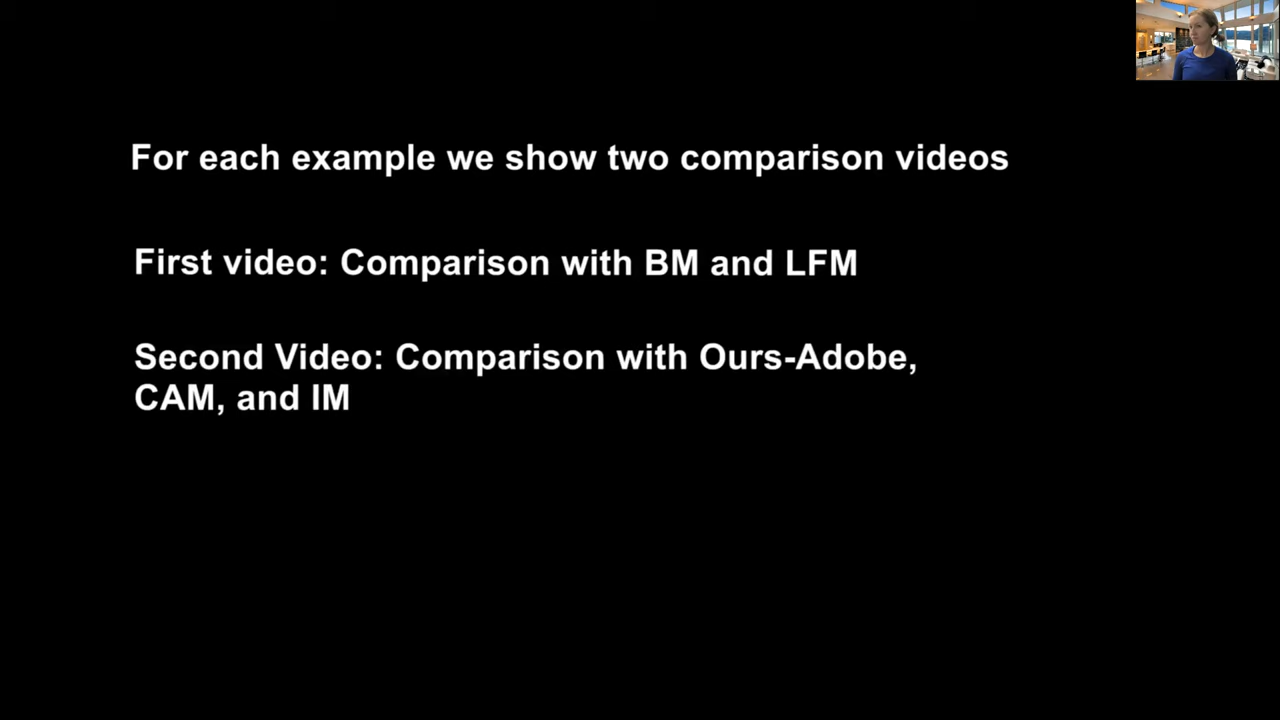 For each example we show two comparison videos
First video: Comparison with BM and LFM
Second Video: Comparison with Ours-Adobe,
CAM, and IM